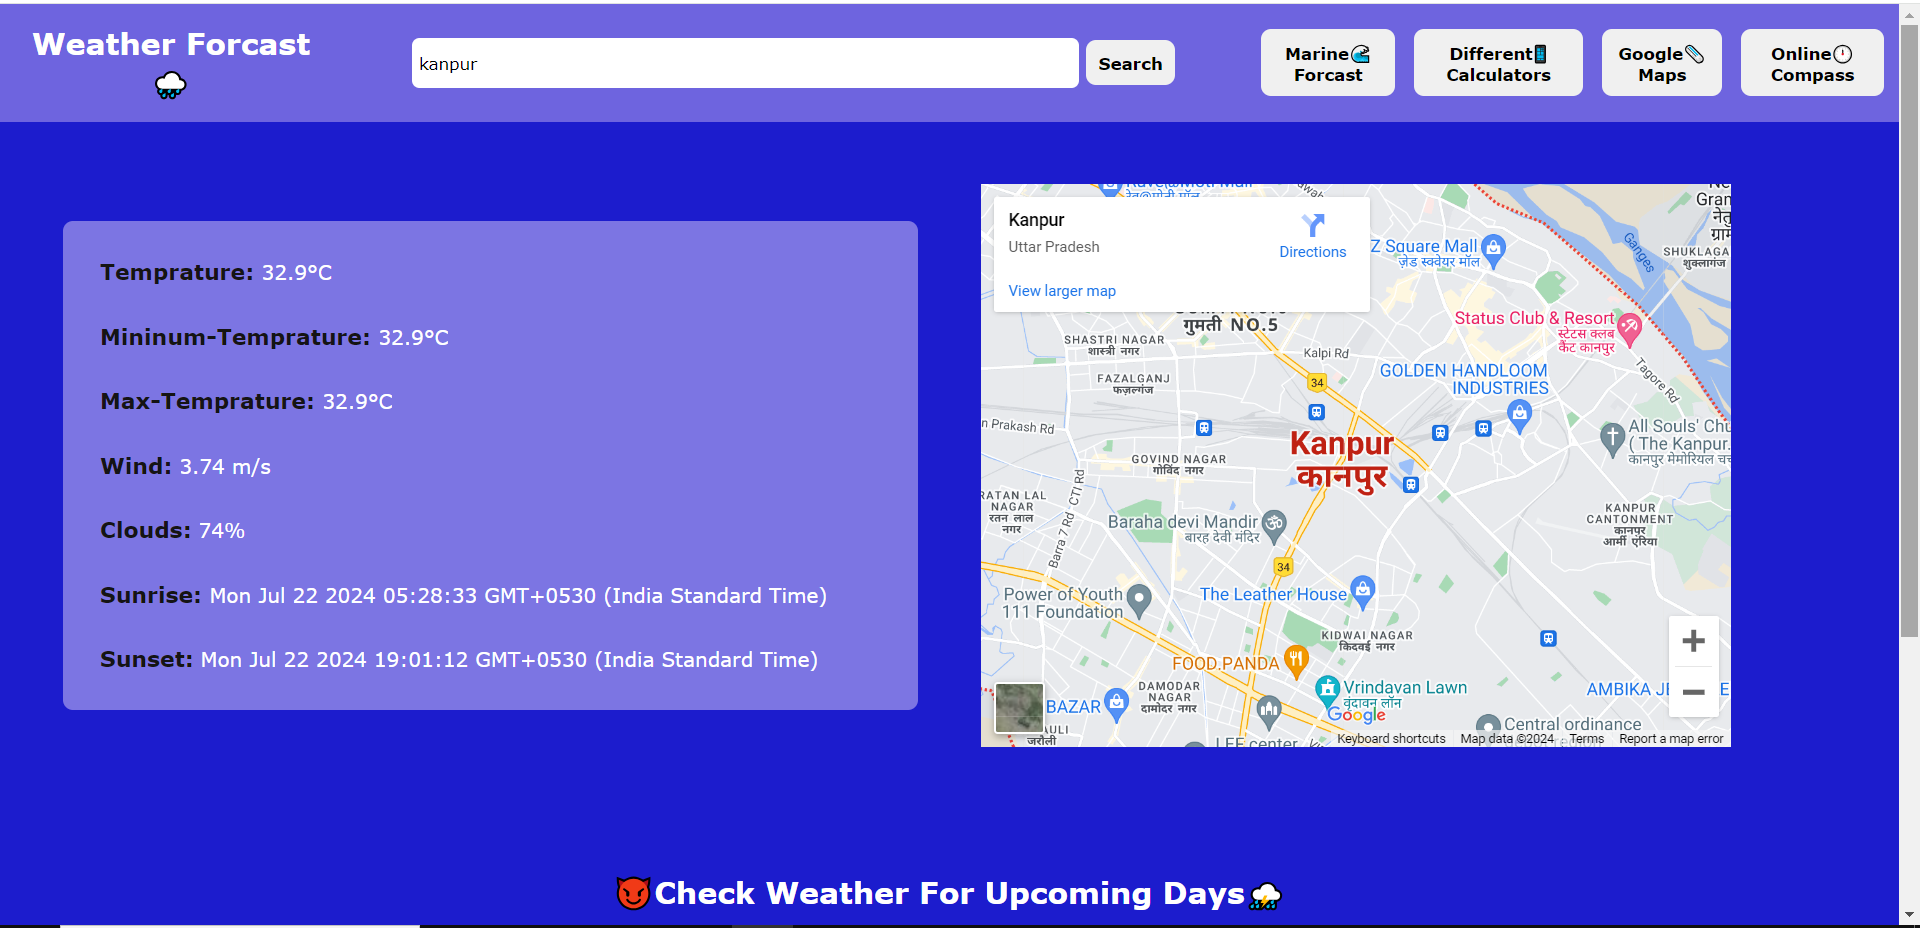 Weather Forcast
kanpur
Search
Marine
Forcast
Different
Calculators
Google
Maps
Online
Compass
Temprature: 32.9°C
Mininum-Temprature: 32.9°C
Max-Temprature: 32.9°C
Wind: 3.74 m/s
Clouds: 74%
Sunrise: Mon Jul 22 2024 05:28:33 GMT+0530 (India Standard Time)
Sunset: Mon Jul 22 2024 19:01:12 GMT+0530 (India Standard Time)
Kanpur
Uttar Pradesh
Directions
View larger map
Z Square Mall
ज़ेड स्क्वेयर मॉल
Ganges
SHUKLAGA
शुक्लागंज
गुमती NO.5
Status Club & Resort
स्टेटस क्लब
कैंट कानपुर
SHASTRI NAGAR
शास्त्री नगर
Kalpi Rd
FAZALGANJ
फज़लगंज
34
GOLDEN HANDLOOM
INDUSTRIES
Tagore Rd
n Prakash Rd
All Souls' Chu
( The Kanpur.
कानपुर मेमोरियल
Kanpur
कानपुर
GOVIND NAGAR
गोविंद नगर
CTI Rd
Barra 7 Rd
RATAN LAL
NAGAR
रतन लाल
नगर
KANPUR
CANTONMENT
कानपुर
आर्मी एरिया
Baraha devi Mandir
बारह देवी मंदिर
34
The Leather House
Power of Youth
111 Foundation
KIDWAI NAGAR
किदवई नगर
FOOD.PANDA
Vrindavan Lawn
वृंदावन लॉन
DAMODAR
NAGAR
दामोदर नगर
BAZAR
AMBIKA JE
AULI
जरौली
Google
Central ordinance
LEE center
Keyboard shortcuts
Map data ©2024
Terms
Report a map error
Check Weather For Upcoming Days